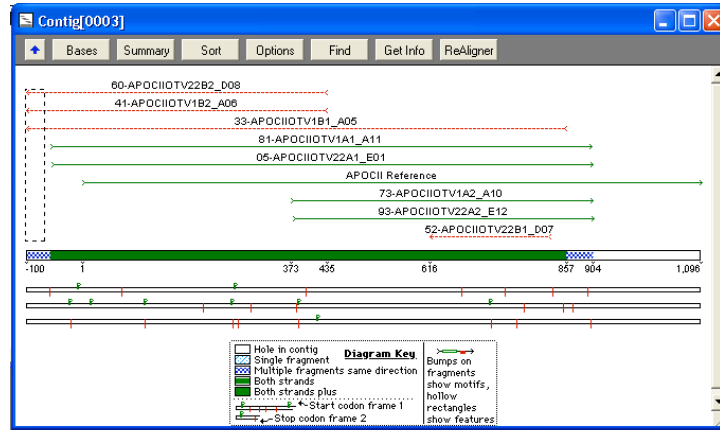 Contig[0003]
Bases Summary Sort Options Find Get Info ReAligner
60-APOCIIOTV22B2_D08
41-APOCIIOTV1B2_A06
33-APOCIIOTV1B1_A05
81-APOCIIOTV1A1_A11
05-APOCIIOTV22A1_E01
APOCII Reference
73-APOCIIOTV1A2_A10
93-APOCIIOTV22A2_E12
52-APOCIIOTV22B1_D07
-100 1 373 435 616 857 904 1,096
Diagram Key
Hole in contig
Single fragment
Multiple fragments same direction
Both strands
Both strands plus
Start codon frame 1
Stop codon frame 2
Bumps on
fragments
show motifs,
hollow
rectangles
show features